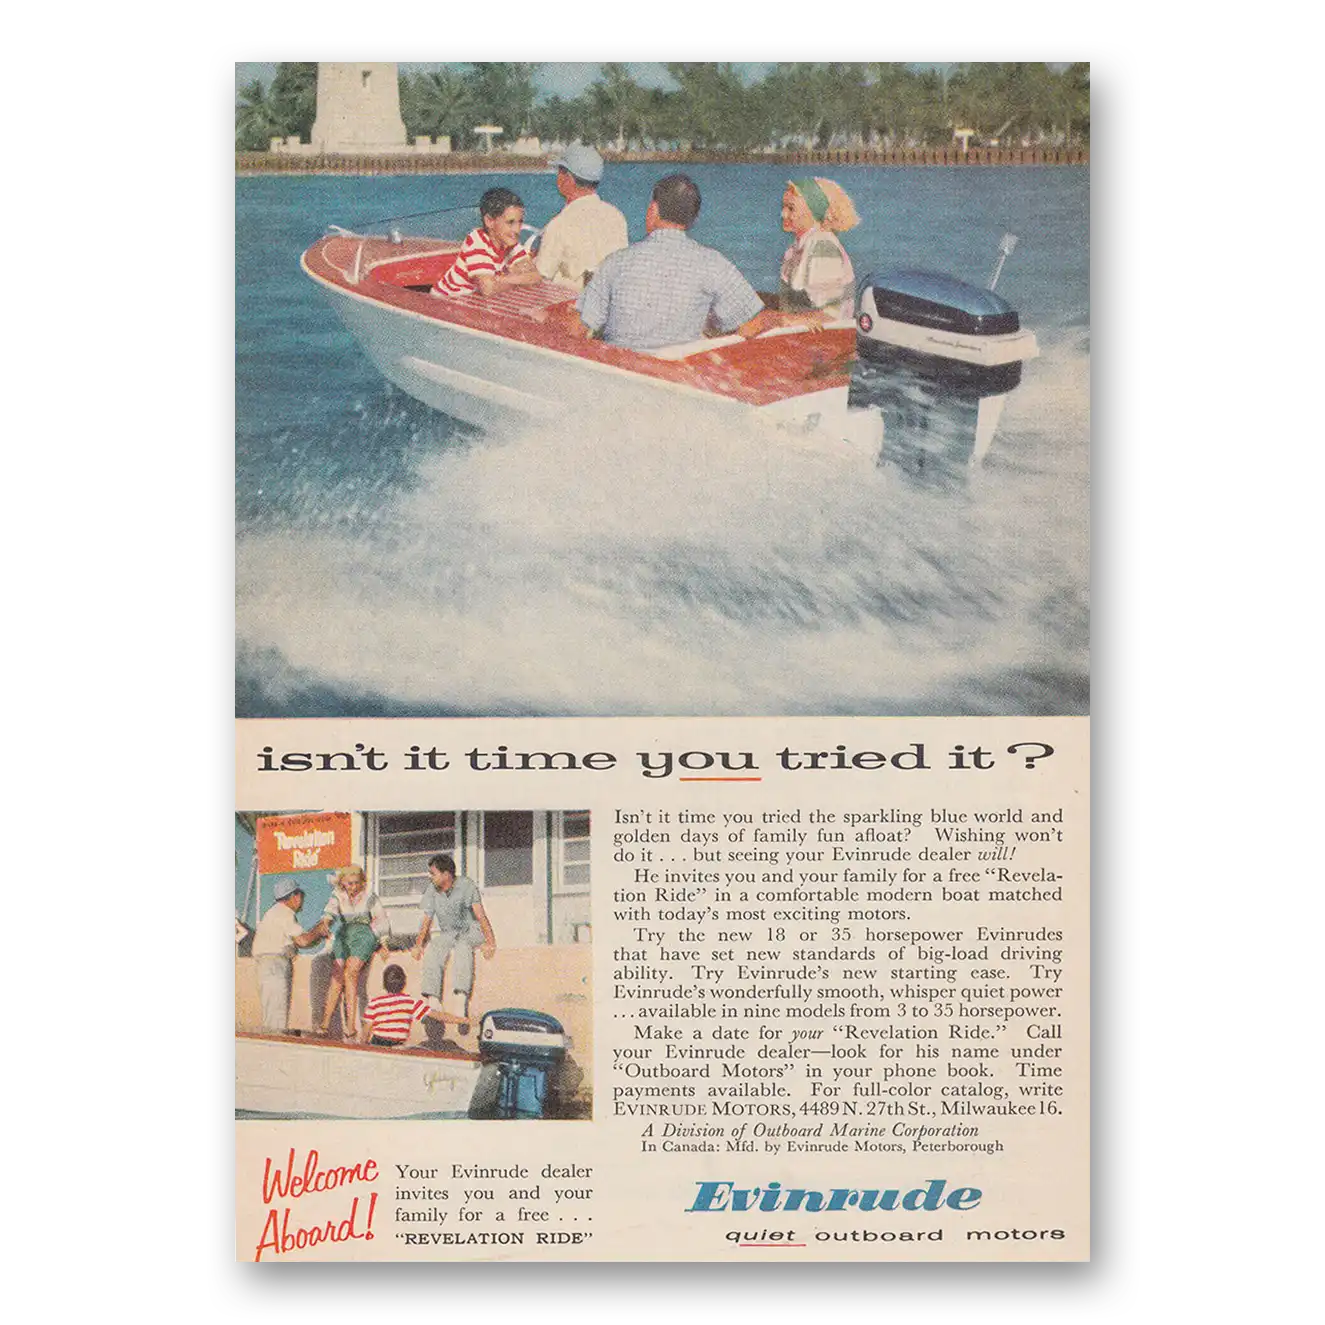 isn't it time you tried it?
Revelation
Ride"
Isn't it time you tried the sparkling blue world and
golden days of family fun afloat? Wishing won't
do it . . . but seeing your Evinrude dealer will!
He invites you and your family for a free "Revela-
tion Ride" in a comfortable modern boat matched
with today's most exciting motors.
Try the new 18 or 35 horsepower Evinrudes
that have set new standards of big-load driving
ability. Try Evinrude's new starting ease. Try
Evinrude's wonderfully smooth, whisper quiet power
. . . available in nine models from 3 to 35 horsepower.
Make a date for your "Revelation Ride." Call
your Evinrude dealer—look for his name under
"Outboard Motors" in your phone book. Time
payments available. For full-color catalog, write
EVINRUDE MOTORS, 4489 N. 27th St., Milwaukee 16.
A Division of Outboard Marine Corporation
In Canada: Mfd. by Evinrude Motors, Peterborough
Welcome
Aboard!
Your Evinrude dealer
invites you and your
family for a free . . .
"REVELATION RIDE"
Evinrude
quiet outboard motors